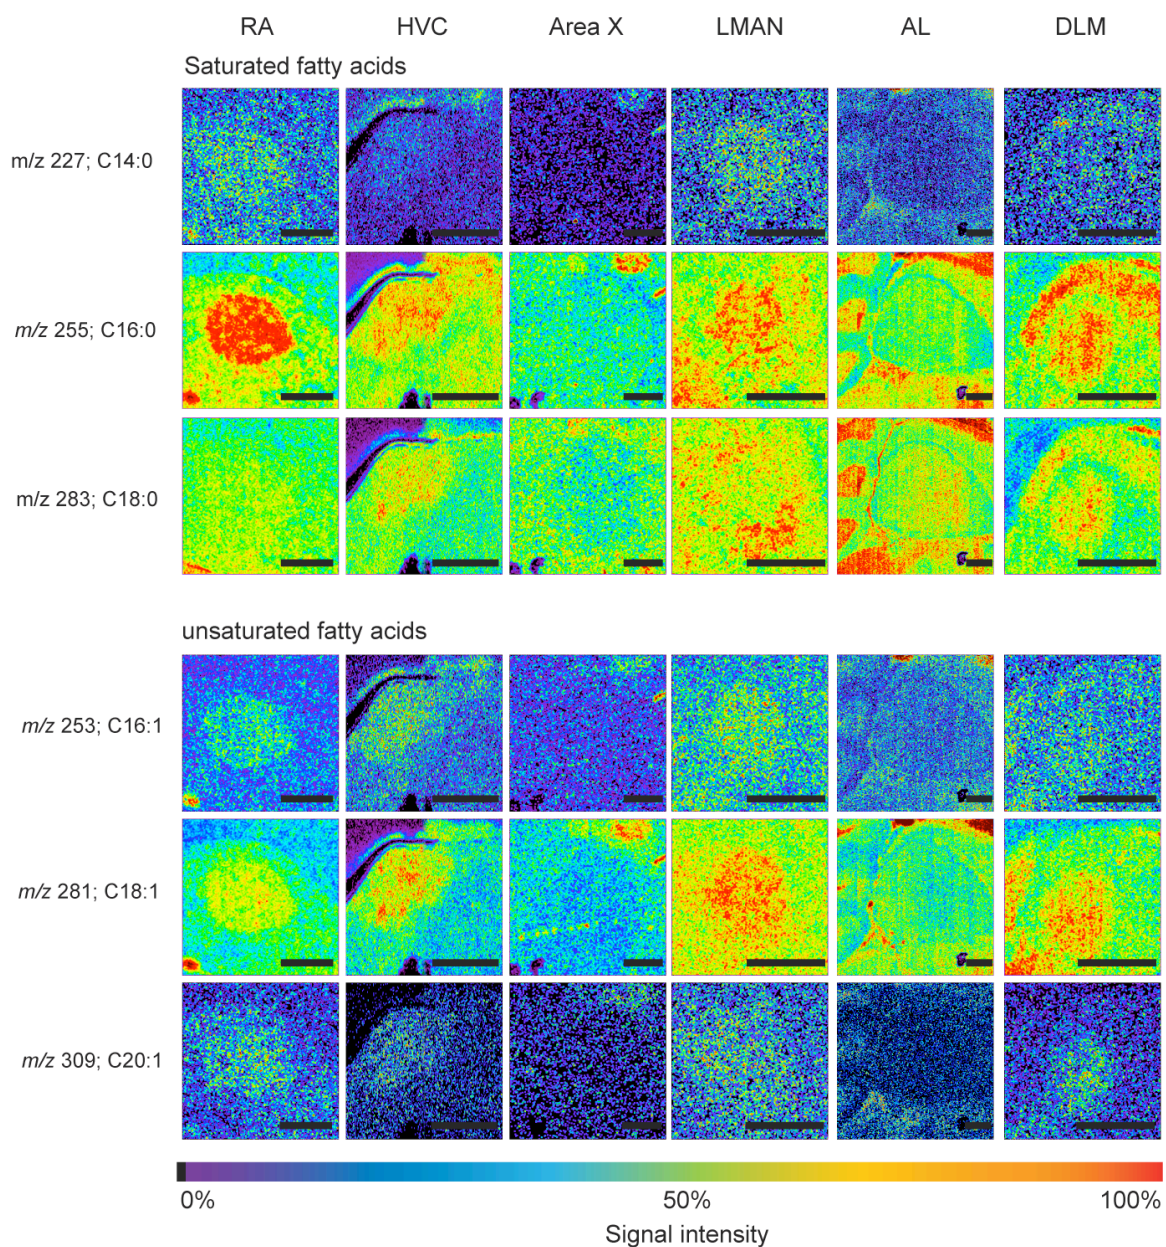 RA HVC Area X LMAN AL DLM
Saturated fatty acids
m/z 227; C14:0
m/z 255; C16:0
m/z 283; C18:0
unsaturated fatty acids
m/z 253; C16:1
m/z 281; C18:1
m/z 309; C20:1
0% 50% 100%
Signal intensity